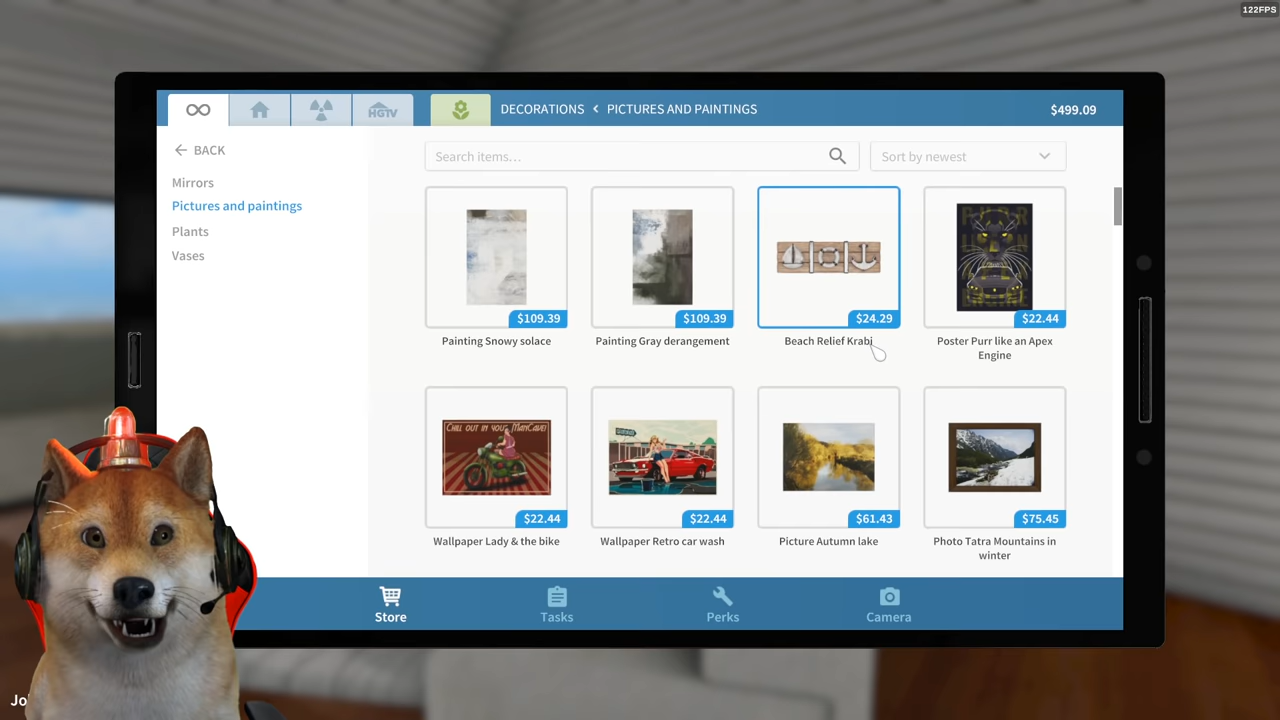 122FPS
HGTV
DECORATIONS < PICTURES AND PAINTINGS
$499.09
BACK
Search items...
Sort by newest
Mirrors
Pictures and paintings
Plants
Vases
$109.39
$109.39
$24.29
$22.44
Painting Snowy solace
Painting Gray derangement
Beach Relief Krabi
Poster Purr like an Apex
Engine
CHILL OUT IN YOUR MANCAVE!
$22.44
$22.44
$61.43
$75.45
Wallpaper Lady & the bike
Wallpaper Retro car wash
Picture Autumn lake
Photo Tatra Mountains in
winter
Store
Tasks
Perks
Camera
Jo